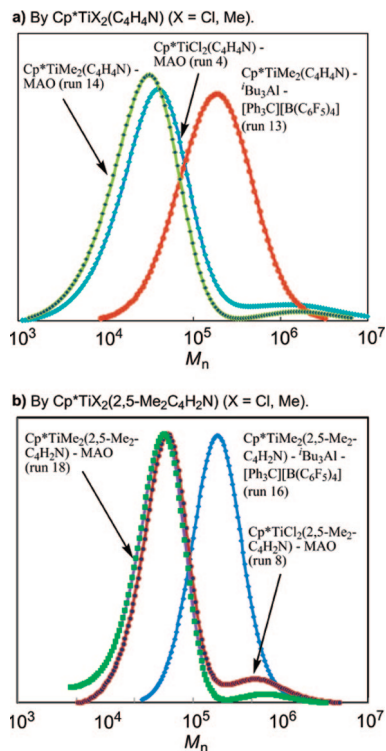 a) By Cp*TiX₂(C₄H₄N) (X = Cl, Me).
Cp*TiMe₂(C₄H₄N) -
MAO (run 14)
Cp*TiCl₂(C₄H₄N) -
MAO (run 4)
Cp*TiMe₂(C₄H₄N) -
ⁱBu₃Al -
[Ph₃C][B(C₆F₅)₄]
(run 13)
10³ 10⁴ 10⁵ 10⁶ 10⁷
Mₙ
b) By Cp*TiX₂(2,5-Me₂C₄H₂N) (X = Cl, Me).
Cp*TiMe₂(2,5-Me₂-
C₄H₂N) - MAO
(run 18)
Cp*TiMe₂(2,5-Me₂-
C₄H₂N) - ⁱBu₃Al -
[Ph₃C][B(C₆F₅)₄]
(run 16)
Cp*TiCl₂(2,5-Me₂-
C₄H₂N) - MAO
(run 8)
10³ 10⁴ 10⁵ 10⁶ 10⁷
Mₙ